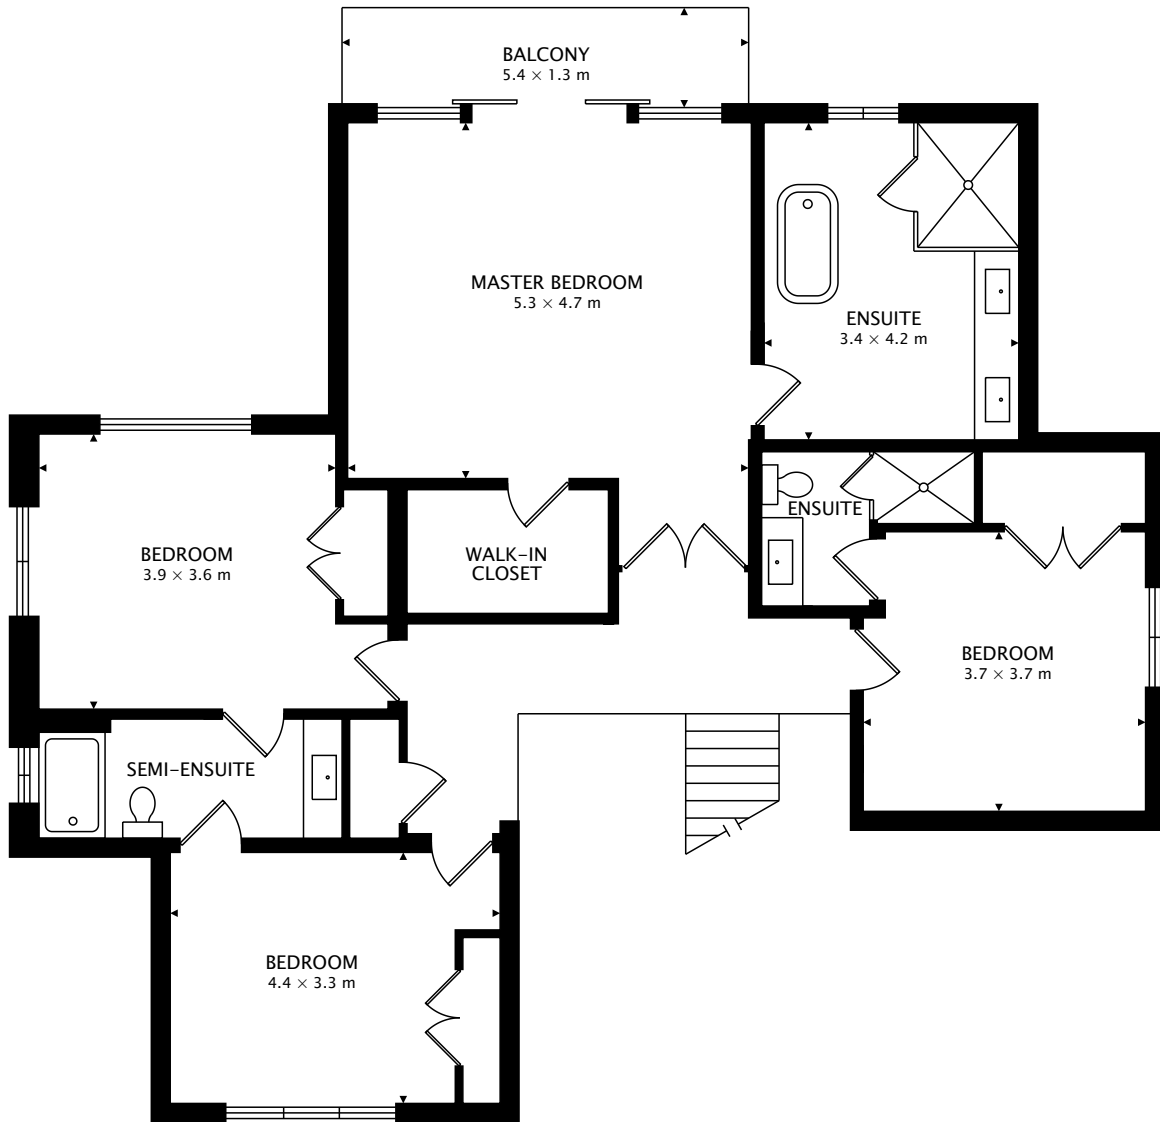 BALCONY
5.4 × 1.3 m
MASTER BEDROOM
5.3 × 4.7 m
ENSUITE
3.4 × 4.2 m
ENSUITE
BEDROOM
3.9 × 3.6 m
WALK-IN
CLOSET
BEDROOM
3.7 × 3.7 m
SEMI-ENSUITE
BEDROOM
4.4 × 3.3 m